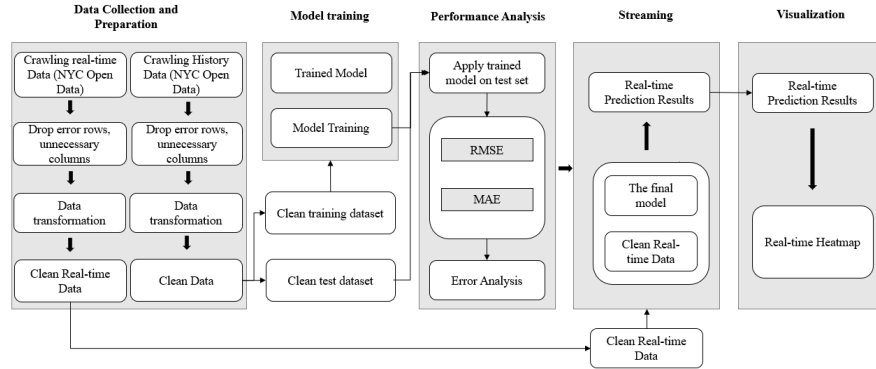 Data Collection and
Preparation
Model training
Performance Analysis
Streaming
Visualization
Crawling real-time
Data (NYC Open
Data)
Crawling History
Data (NYC Open
Data)
Drop error rows,
unnecessary
columns
Drop error rows,
unnecessary
columns
Data
transformation
Data
transformation
Clean Real-time
Data
Clean Data
Trained Model
Model Training
Clean training dataset
Clean test dataset
Apply trained
model on test set
RMSE
MAE
Error Analysis
Real-time
Prediction Results
The final
model
Clean Real-
time Data
Clean Real-time
Data
Real-time
Prediction Results
Real-time Heatmap